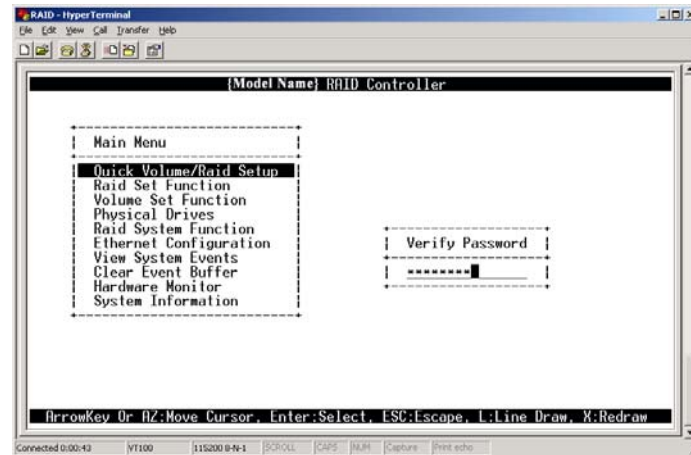 RAID - HyperTerminal
File Edit View Call Transfer Help
{Model Name} RAID Controller
Main Menu
Quick Volume/Raid Setup
Raid Set Function
Volume Set Function
Physical Drives
Raid System Function
Ethernet Configuration
View System Events
Clear Event Buffer
Hardware Monitor
System Information
Verify Password
********
ArrowKey Or AZ:Move Cursor, Enter:Select, ESC:Escape, L:Line Draw, X:Redraw
Connected 0:00:43 VT100 115200 8-N-1 SCROLL CAPS NUM Capture Print echo